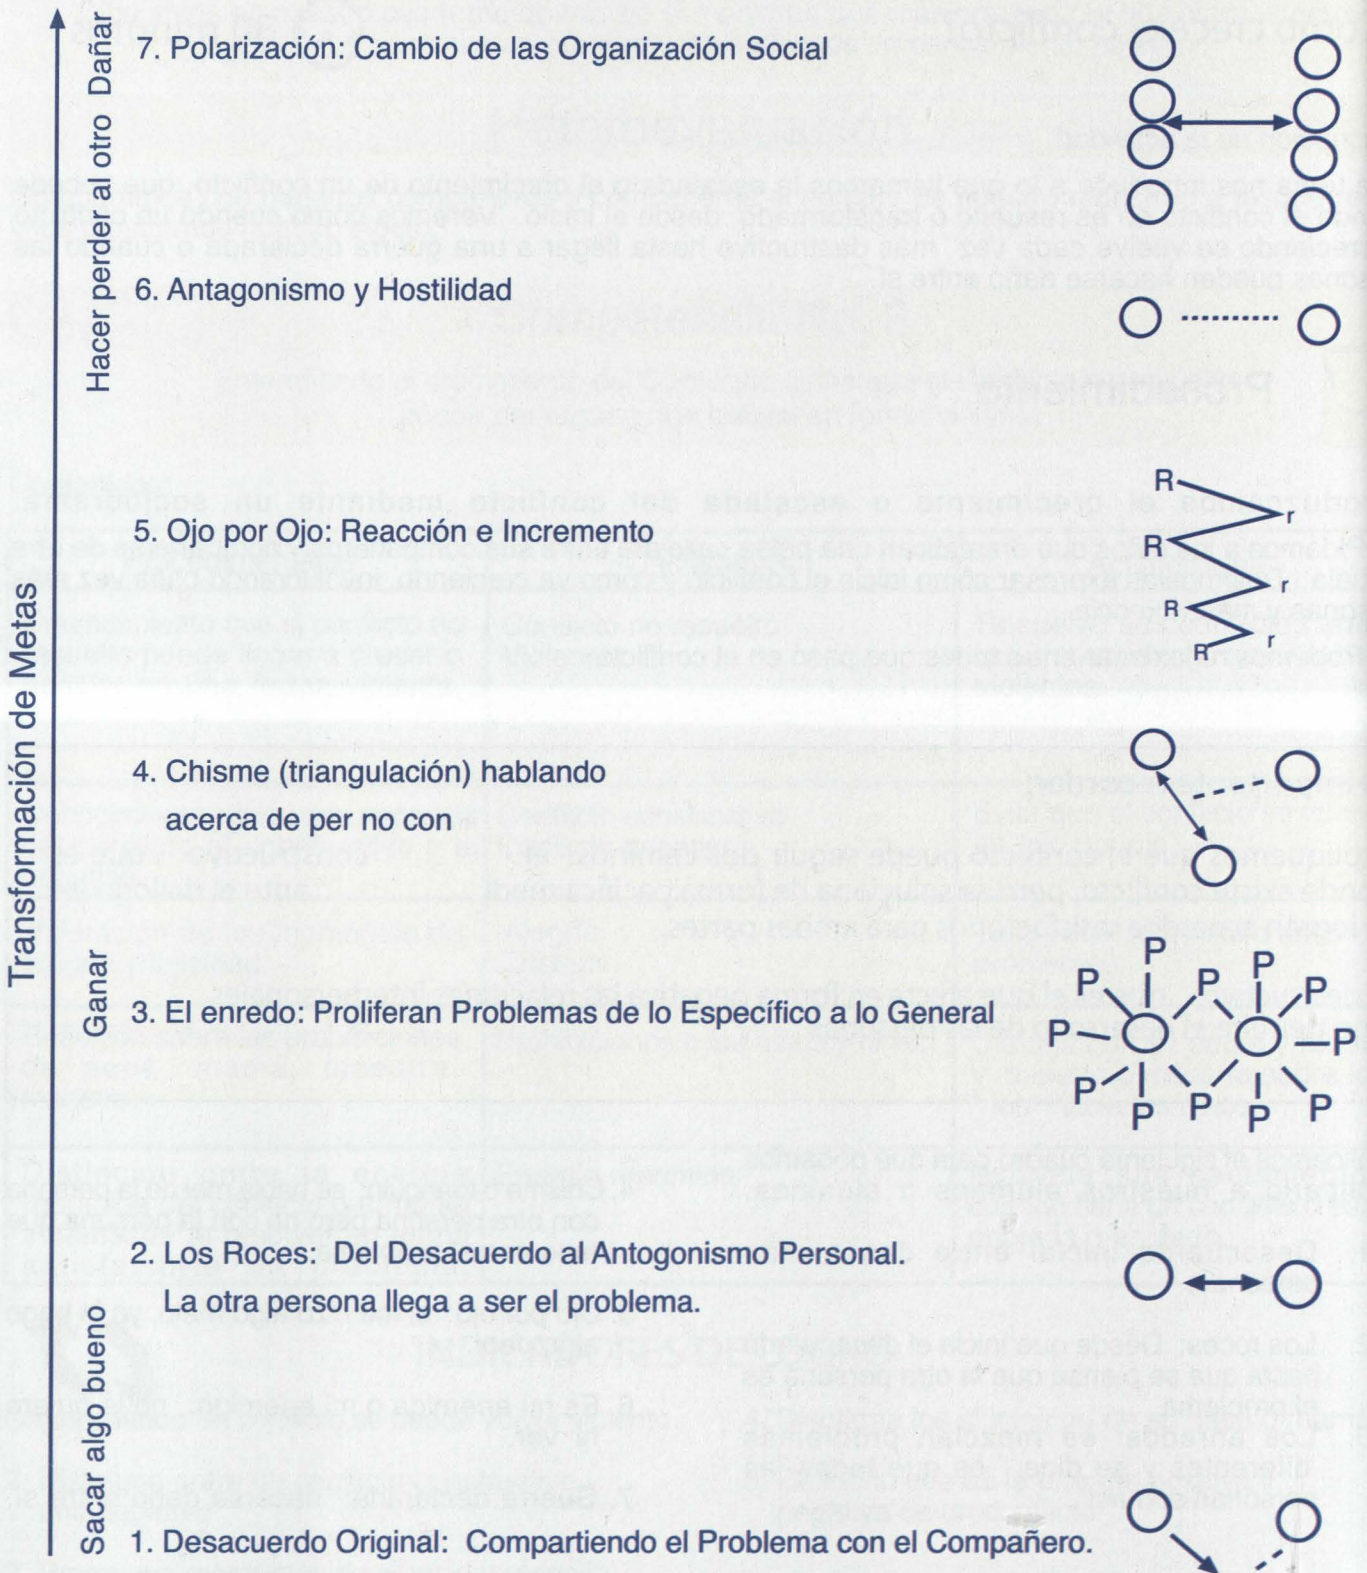 Transformación de Metas
Dañar
Hacer perder al otro
Ganar
Sacar algo bueno
7. Polarización: Cambio de las Organización Social
6. Antagonismo y Hostilidad
5. Ojo por Ojo: Reacción e Incremento
R
r
R
r
R
r
R
4. Chisme (triangulación) hablando
acerca de per no con
3. El enredo: Proliferan Problemas de lo Específico a lo General
P
P
P
P
P
P
P
P
P
P
P
P
2. Los Roces: Del Desacuerdo al Antogonismo Personal.
La otra persona llega a ser el problema.
1. Desacuerdo Original: Compartiendo el Problema con el Compañero.